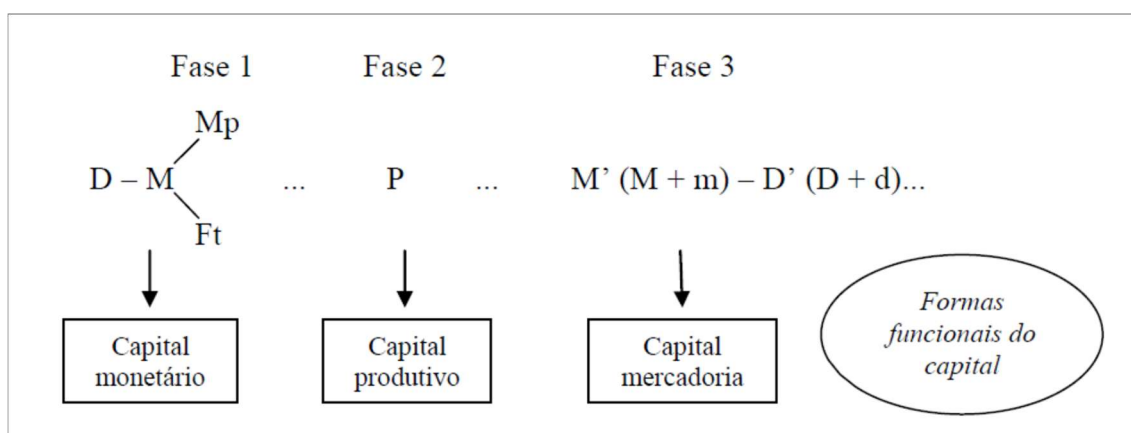 Fase 1 Fase 2 Fase 3
Mp
D – M ... P ... M’ (M + m) – D’ (D + d)...
Ft
Capital
monetário
Capital
produtivo
Capital
mercadoria
Formas
funcionais do
capital